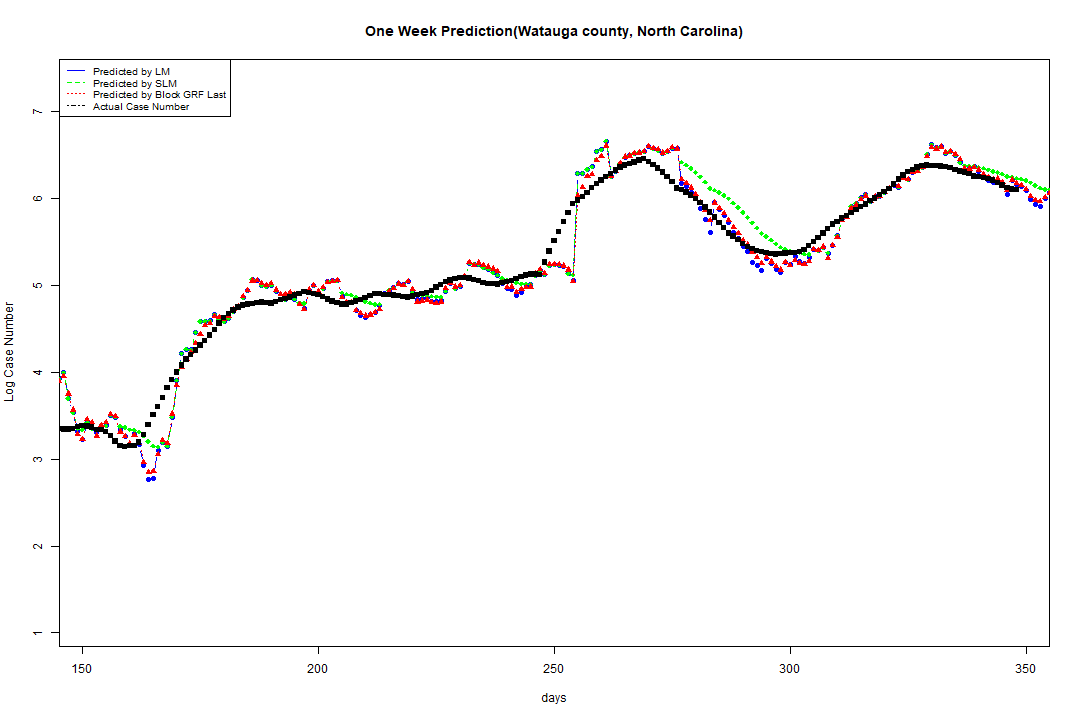 One Week Prediction(Watauga county, North Carolina)
Predicted by LM
Predicted by SLM
Predicted by Block GRF Last
Actual Case Number
7
6
5
4
3
2
1
Log Case Number
150 200 250 300 350
days